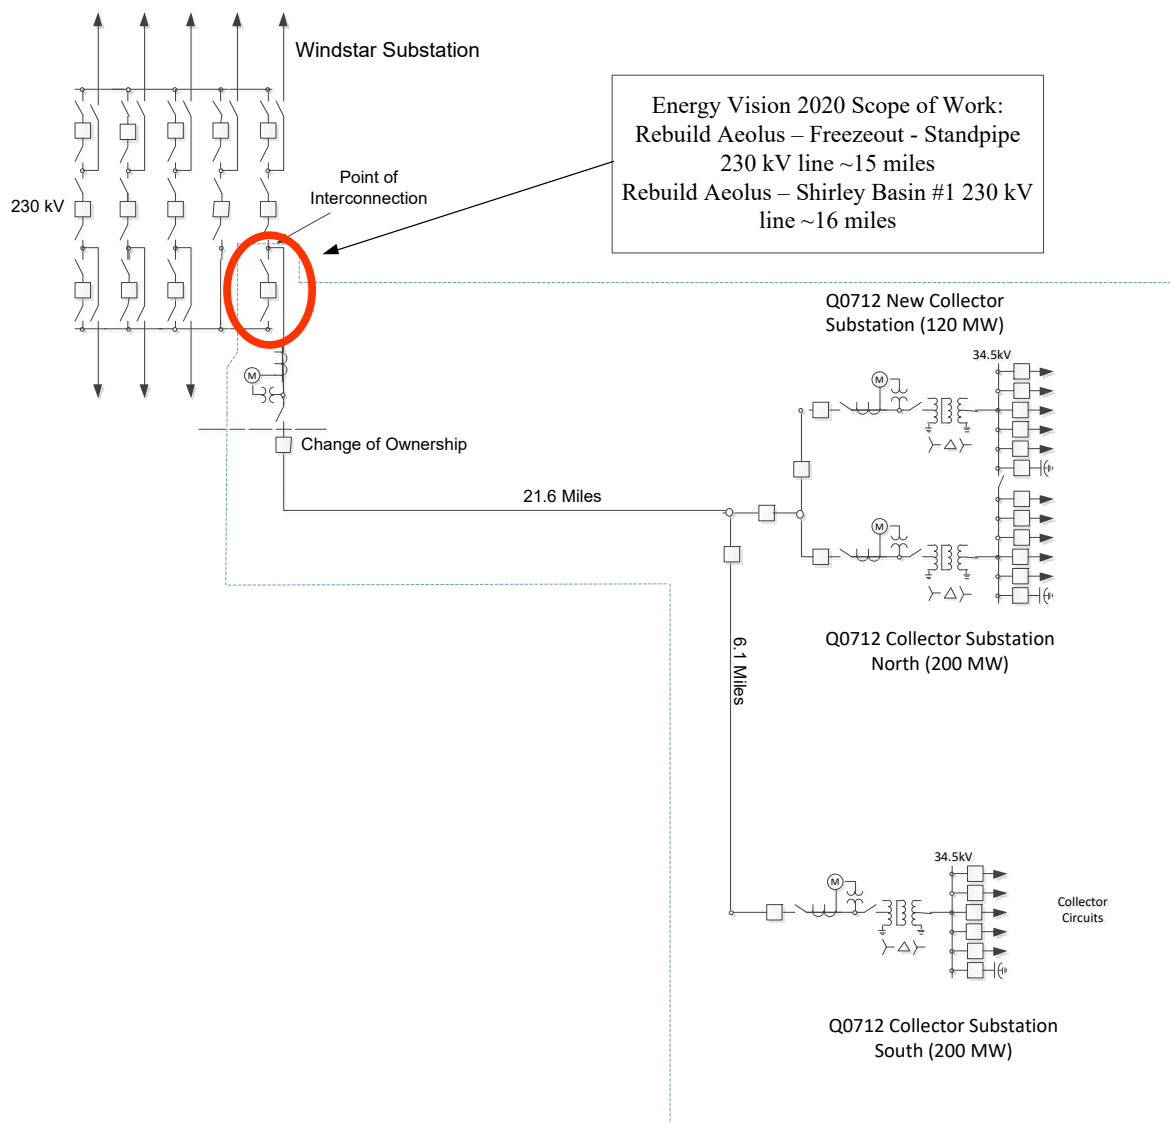 Windstar Substation
Energy Vision 2020 Scope of Work:
Rebuild Aeolus – Freezeout - Standpipe
230 kV line ~15 miles
Rebuild Aeolus – Shirley Basin #1 230 kV
line ~16 miles
Point of
Interconnection
230 kV
Q0712 New Collector
Substation (120 MW)
34.5kV
M
M
Change of Ownership
21.6 Miles
M
Q0712 Collector Substation
North (200 MW)
6.1 Miles
34.5kV
M
Collector
Circuits
Q0712 Collector Substation
South (200 MW)